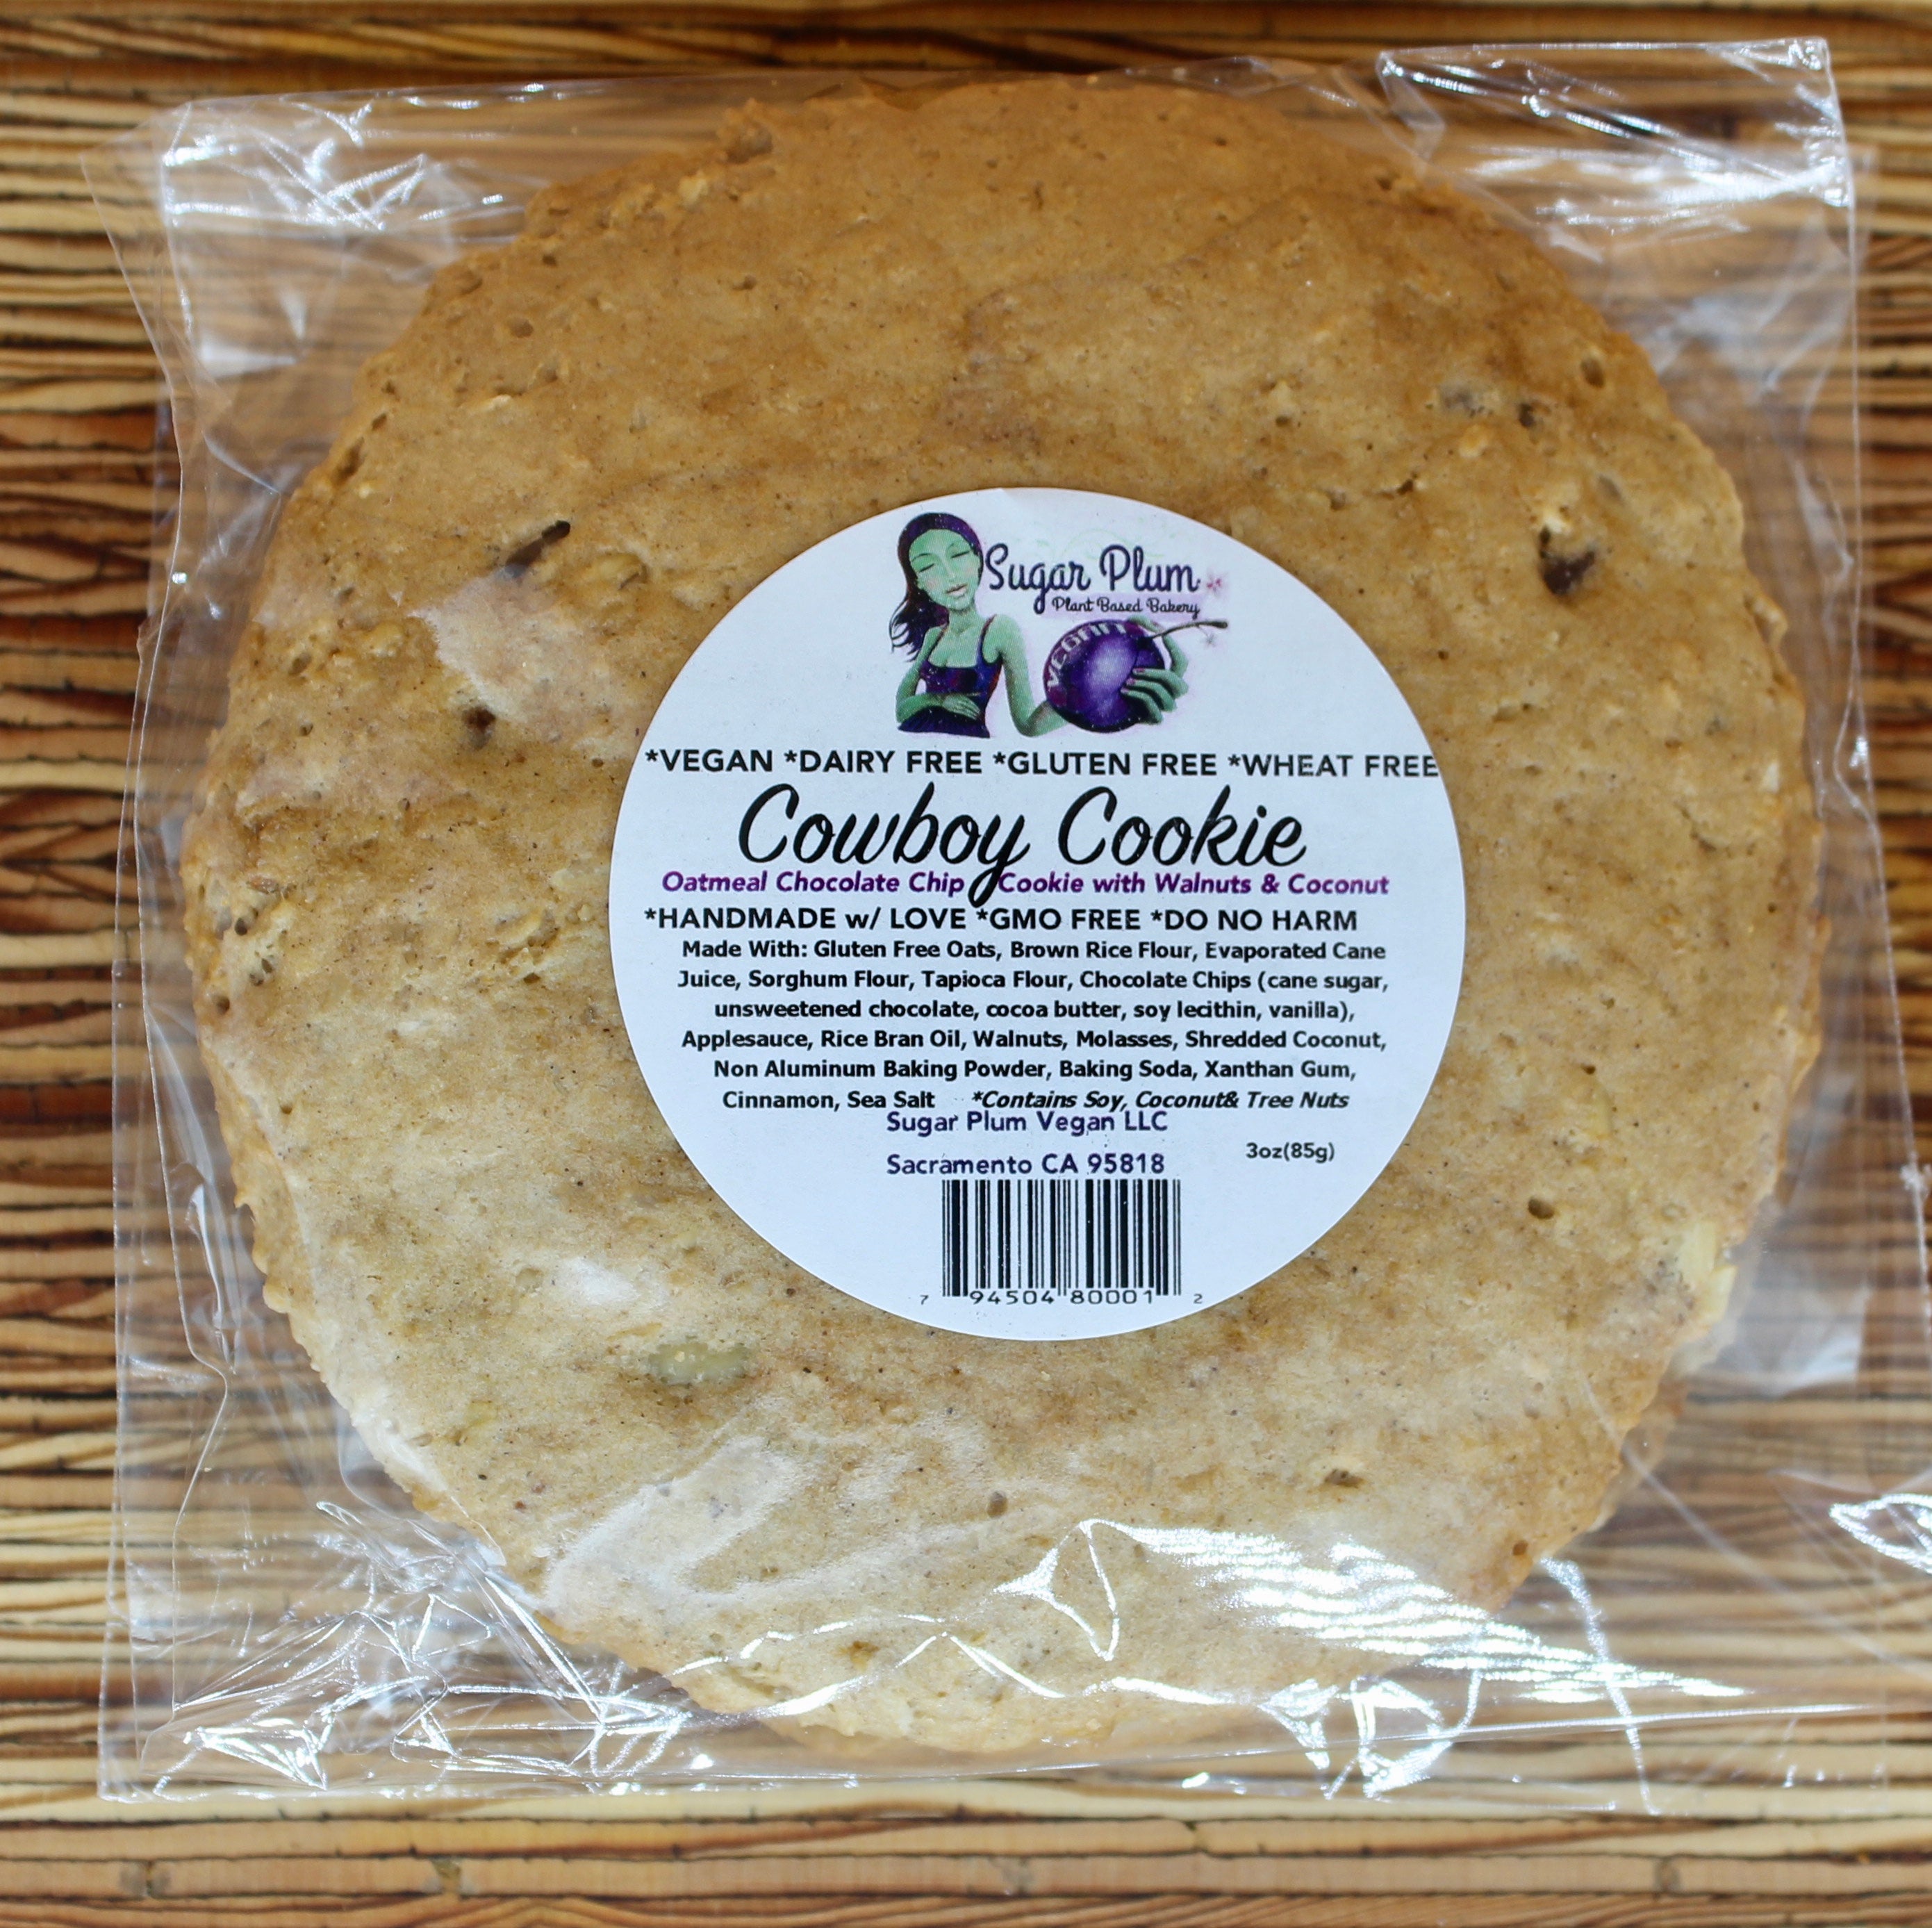 Sugar Plum
Plant Based Bakery
VEGAN
*VEGAN *DAIRY FREE *GLUTEN FREE *WHEAT FREE
Cowboy Cookie
Oatmeal Chocolate Chip Cookie with Walnuts & Coconut
*HANDMADE w/ LOVE *GMO FREE *DO NO HARM
Made With: Gluten Free Oats, Brown Rice Flour, Evaporated Cane
Juice, Sorghum Flour, Tapioca Flour, Chocolate Chips (cane sugar,
unsweetened chocolate, cocoa butter, soy lecithin, vanilla),
Applesauce, Rice Bran Oil, Walnuts, Molasses, Shredded Coconut,
Non Aluminum Baking Powder, Baking Soda, Xanthan Gum,
Cinnamon, Sea Salt *Contains Soy, Coconut& Tree Nuts
Sugar Plum Vegan LLC
3oz(85g)
Sacramento CA 95818
7 94504 80001 2